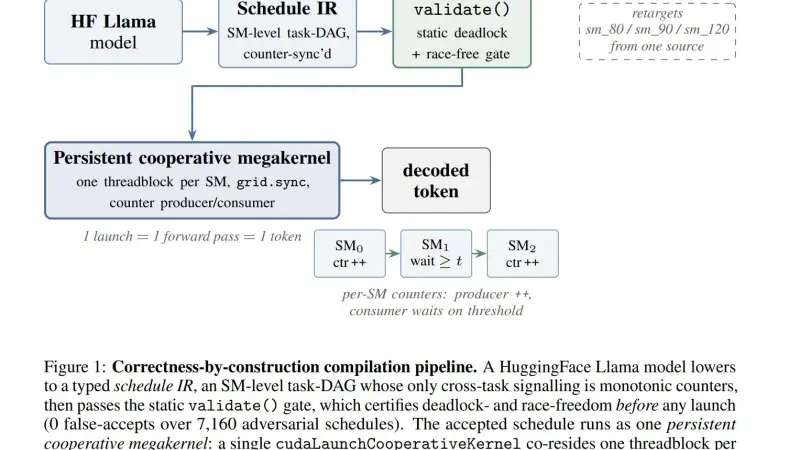 HF Llama
model
Schedule IR
SM-level task-DAG,
counter-sync'd
validate()
static deadlock
+ race-free gate
retargets
sm_80 / sm_90 / sm_120
from one source
Persistent cooperative megakernel
one threadblock per SM, grid.sync,
counter producer/consumer
decoded
token
1 launch = 1 forward pass = 1 token
SM0
ctr++
SM1
wait ≥ t
SM2
ctr++
per-SM counters: producer ++,
consumer waits on threshold
Figure 1: Correctness-by-construction compilation pipeline. A HuggingFace Llama model lowers
to a typed schedule IR, an SM-level task-DAG whose only cross-task signalling is monotonic counters,
then passes the static validate() gate, which certifies deadlock- and race-freedom before any launch
(0 false-accepts over 7,160 adversarial schedules). The accepted schedule runs as one persistent
cooperative megakernel: a single cudaLaunchCooperativeKernel co-resides one threadblock per